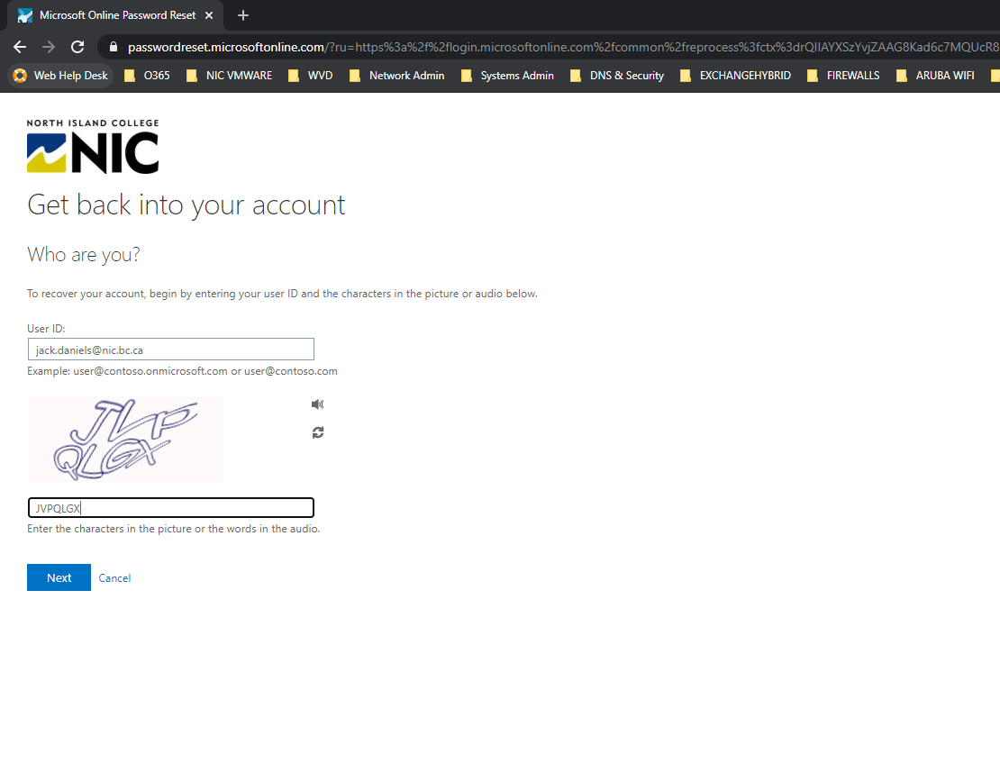 Microsoft Online Password Reset
passwordreset.microsoftonline.com/?ru=https%3a%2f%2flogin.microsoftonline.com%2fcommon%2freprocess%3fctx%3drQIIAYXSzYvjZAAG8Kad6c7MQUcR8
Web Help Desk O365 NIC VMWARE WVD Network Admin Systems Admin DNS & Security EXCHANGEHYBRID FIREWALLS ARUBA WIFI
NORTH ISLAND COLLEGE
NIC
Get back into your account
Who are you?
To recover your account, begin by entering your user ID and the characters in the picture or audio below.
User ID:
jack.daniels@nic.bc.ca
Example: user@contoso.onmicrosoft.com or user@contoso.com
JVPQLGX
Enter the characters in the picture or the words in the audio.
Next Cancel